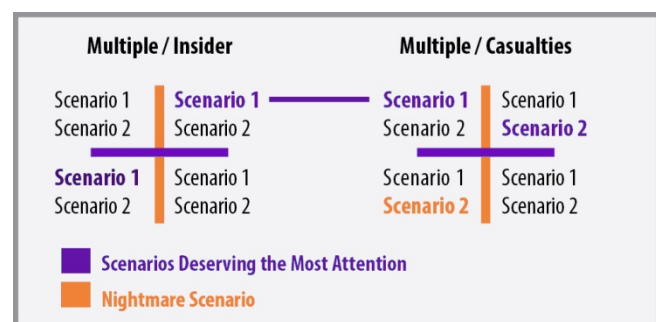 Multiple / Insider
Multiple / Casualties
Scenario 1
Scenario 1
Scenario 1
Scenario 1
Scenario 2
Scenario 2
Scenario 2
Scenario 2
Scenario 1
Scenario 1
Scenario 1
Scenario 1
Scenario 2
Scenario 2
Scenario 2
Scenario 2
Scenarios Deserving the Most Attention
Nightmare Scenario